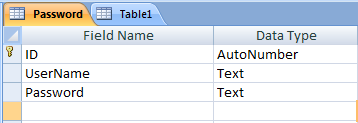 Password Table1
Field Name Data Type
ID AutoNumber
UserName Text
Password Text